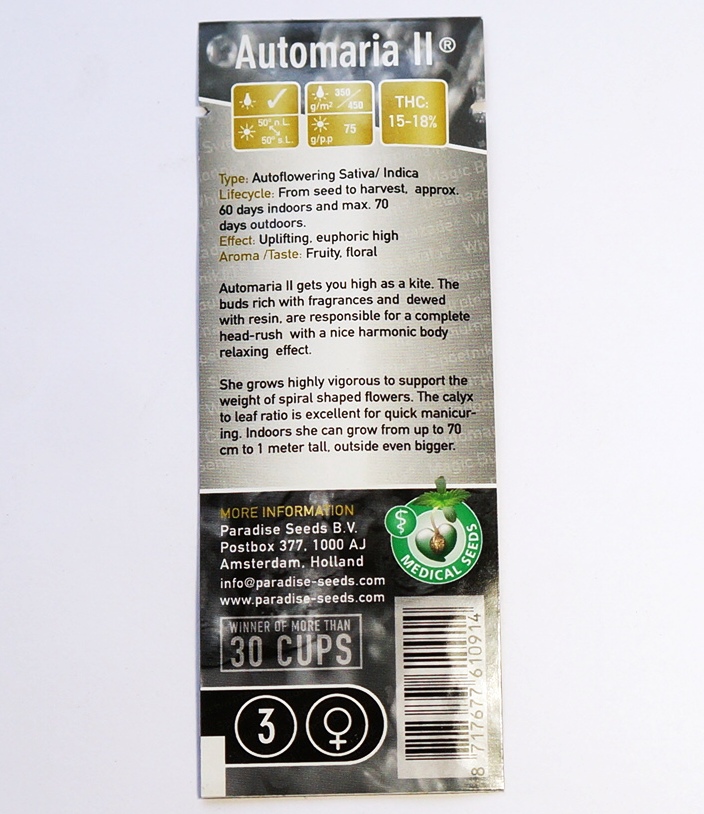 Automaria II®
50° n.L.
50° s.L.
350/450
g/m²
75
g/p.p
THC:
15-18%
Type: Autoflowering Sativa/Indica
Lifecycle: From seed to harvest, approx.
60 days indoors and max. 70
days outdoors.
Effect: Uplifting, euphoric high
Aroma /Taste: Fruity, floral
Automaria II gets you high as a kite. The
buds rich with fragrances and dewed
with resin, are responsible for a complete
head-rush with a nice harmonic body
relaxing effect.
She grows highly vigorous to support the
weight of spiral shaped flowers. The calyx
to leaf ratio is excellent for quick manicur-
ing. Indoors she can grow from up to 70
cm to 1 meter tall, outside even bigger.
MORE INFORMATION
Paradise Seeds B.V.
Postbox 377, 1000 AJ
Amsterdam, Holland
info@paradise-seeds.com
www.paradise-seeds.com
MEDICAL SEEDS
WINNER OF MORE THAN
30 CUPS
3
8 717677 610914